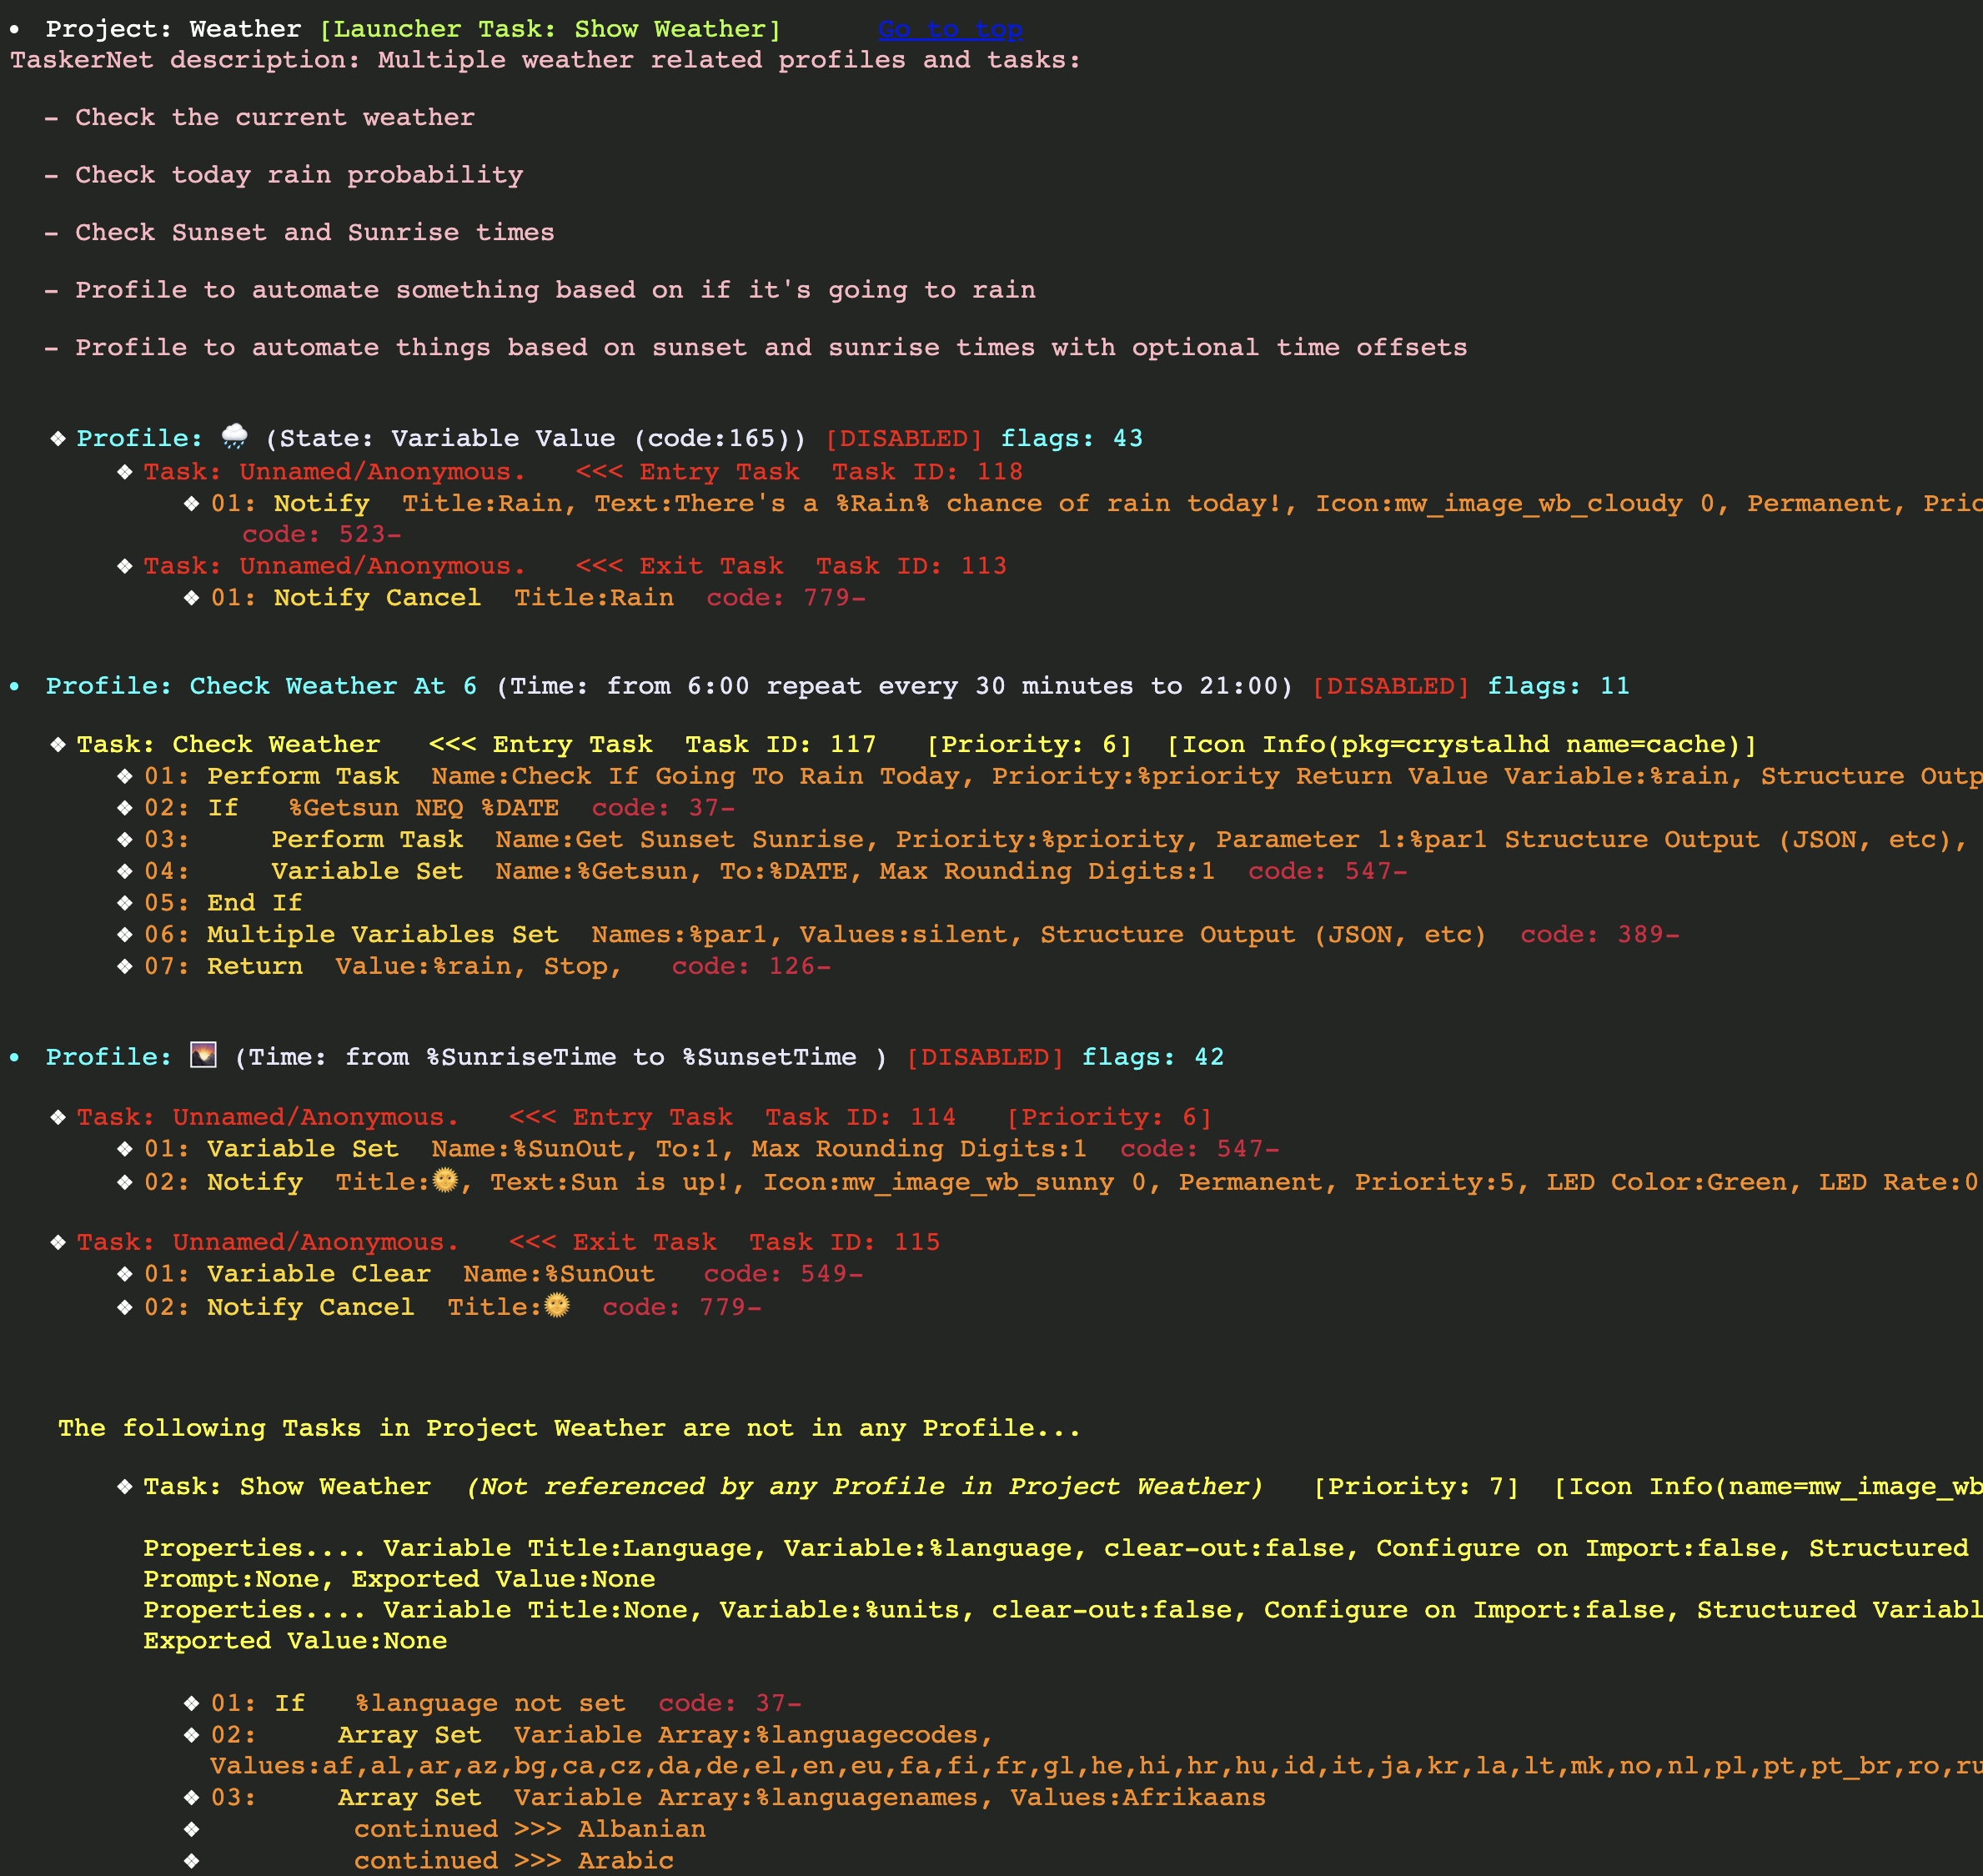 • Project: Weather [Launcher Task: Show Weather]      Go to top
TaskerNet description: Multiple weather related profiles and tasks:
- Check the current weather
- Check today rain probability
- Check Sunset and Sunrise times
- Profile to automate something based on if it's going to rain
- Profile to automate things based on sunset and sunrise times with optional time offsets
❖ Profile: 🌧 (State: Variable Value (code:165)) [DISABLED] flags: 43
❖ Task: Unnamed/Anonymous.   <<< Entry Task  Task ID: 118
❖ 01: Notify  Title:Rain, Text:There's a %Rain% chance of rain today!, Icon:mw_image_wb_cloudy 0, Permanent, Prio
code: 523-
❖ Task: Unnamed/Anonymous.   <<< Exit Task  Task ID: 113
❖ 01: Notify Cancel  Title:Rain  code: 779-
• Profile: Check Weather At 6 (Time: from 6:00 repeat every 30 minutes to 21:00) [DISABLED] flags: 11
❖ Task: Check Weather   <<< Entry Task  Task ID: 117   [Priority: 6]  [Icon Info(pkg=crystalhd name=cache)]
❖ 01: Perform Task  Name:Check If Going To Rain Today, Priority:%priority Return Value Variable:%rain, Structure Outp
❖ 02: If   %Getsun NEQ %DATE  code: 37-
❖ 03:     Perform Task  Name:Get Sunset Sunrise, Priority:%priority, Parameter 1:%par1 Structure Output (JSON, etc),
❖ 04:     Variable Set  Name:%Getsun, To:%DATE, Max Rounding Digits:1  code: 547-
❖ 05: End If
❖ 06: Multiple Variables Set  Names:%par1, Values:silent, Structure Output (JSON, etc)  code: 389-
❖ 07: Return  Value:%rain, Stop,   code: 126-
• Profile: 🌄 (Time: from %SunriseTime to %SunsetTime ) [DISABLED] flags: 42
❖ Task: Unnamed/Anonymous.   <<< Entry Task  Task ID: 114   [Priority: 6]
❖ 01: Variable Set  Name:%SunOut, To:1, Max Rounding Digits:1  code: 547-
❖ 02: Notify  Title:🌞, Text:Sun is up!, Icon:mw_image_wb_sunny 0, Permanent, Priority:5, LED Color:Green, LED Rate:0
❖ Task: Unnamed/Anonymous.   <<< Exit Task  Task ID: 115
❖ 01: Variable Clear  Name:%SunOut   code: 549-
❖ 02: Notify Cancel  Title:🌞  code: 779-
The following Tasks in Project Weather are not in any Profile...
❖ Task: Show Weather  (Not referenced by any Profile in Project Weather)   [Priority: 7]  [Icon Info(name=mw_image_wb
Properties.... Variable Title:Language, Variable:%language, clear-out:false, Configure on Import:false, Structured
Prompt:None, Exported Value:None
Properties.... Variable Title:None, Variable:%units, clear-out:false, Configure on Import:false, Structured Variabl
Exported Value:None
❖ 01: If   %language not set  code: 37-
❖ 02:     Array Set  Variable Array:%languagecodes,
Values:af,al,ar,az,bg,ca,cz,da,de,el,en,eu,fa,fi,fr,gl,he,hi,hr,hu,id,it,ja,kr,la,lt,mk,no,nl,pl,pt,pt_br,ro,ru
❖ 03:     Array Set  Variable Array:%languagenames, Values:Afrikaans
❖         continued >>> Albanian
❖         continued >>> Arabic